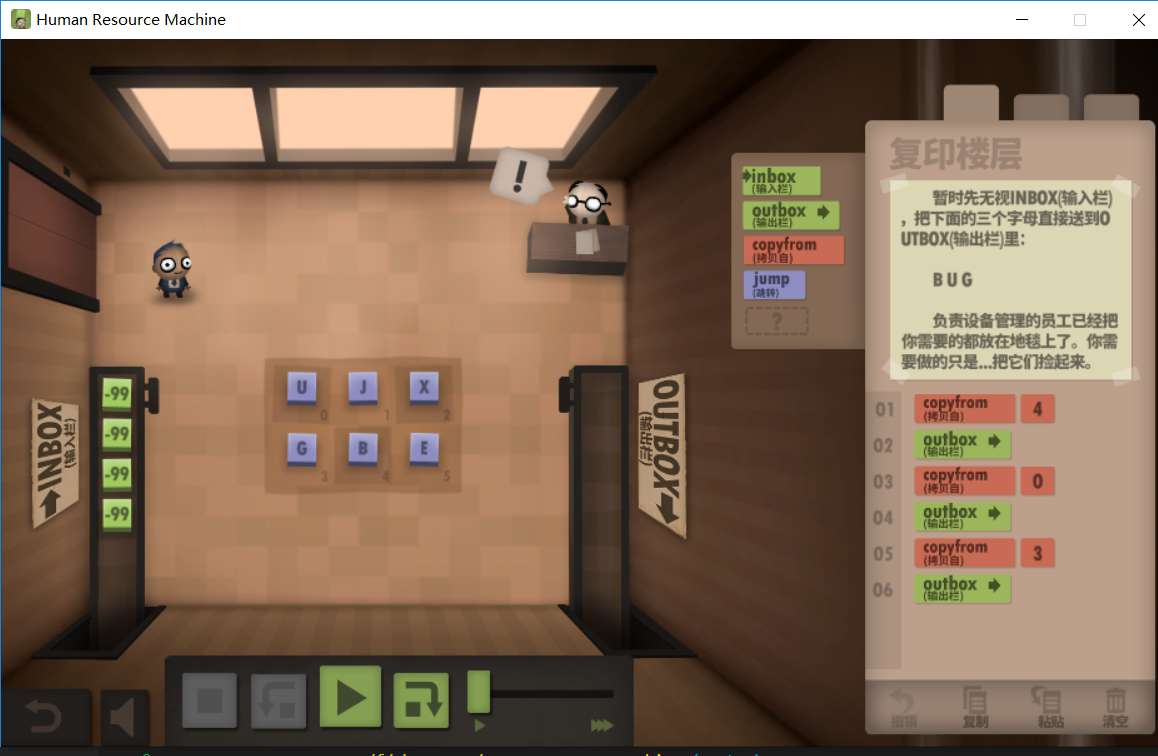 Human Resource Machine
!
inbox
(输入栏)
outbox
(输出栏)
copyfrom
(拷贝自)
jump
(跳转)
?
复印楼层
暂时先无视INBOX(输入栏)
，把下面的三个字母直接送到O
UTBOX(输出栏)里：
B U G
负责设备管理的员工已经把
你需要的都放在地毯上了。你需
要做的只是...把它们捡起来。
01 copyfrom 4
(拷贝自)
02 outbox
(输出栏)
03 copyfrom 0
(拷贝自)
04 outbox
(输出栏)
05 copyfrom 3
(拷贝自)
06 outbox
(输出栏)
撤销 复制 粘贴 清空
INBOX
(输入栏)
-99
-99
-99
-99
U J X
0 1 2
G B E
3 4 5
OUTBOX
(输出栏)